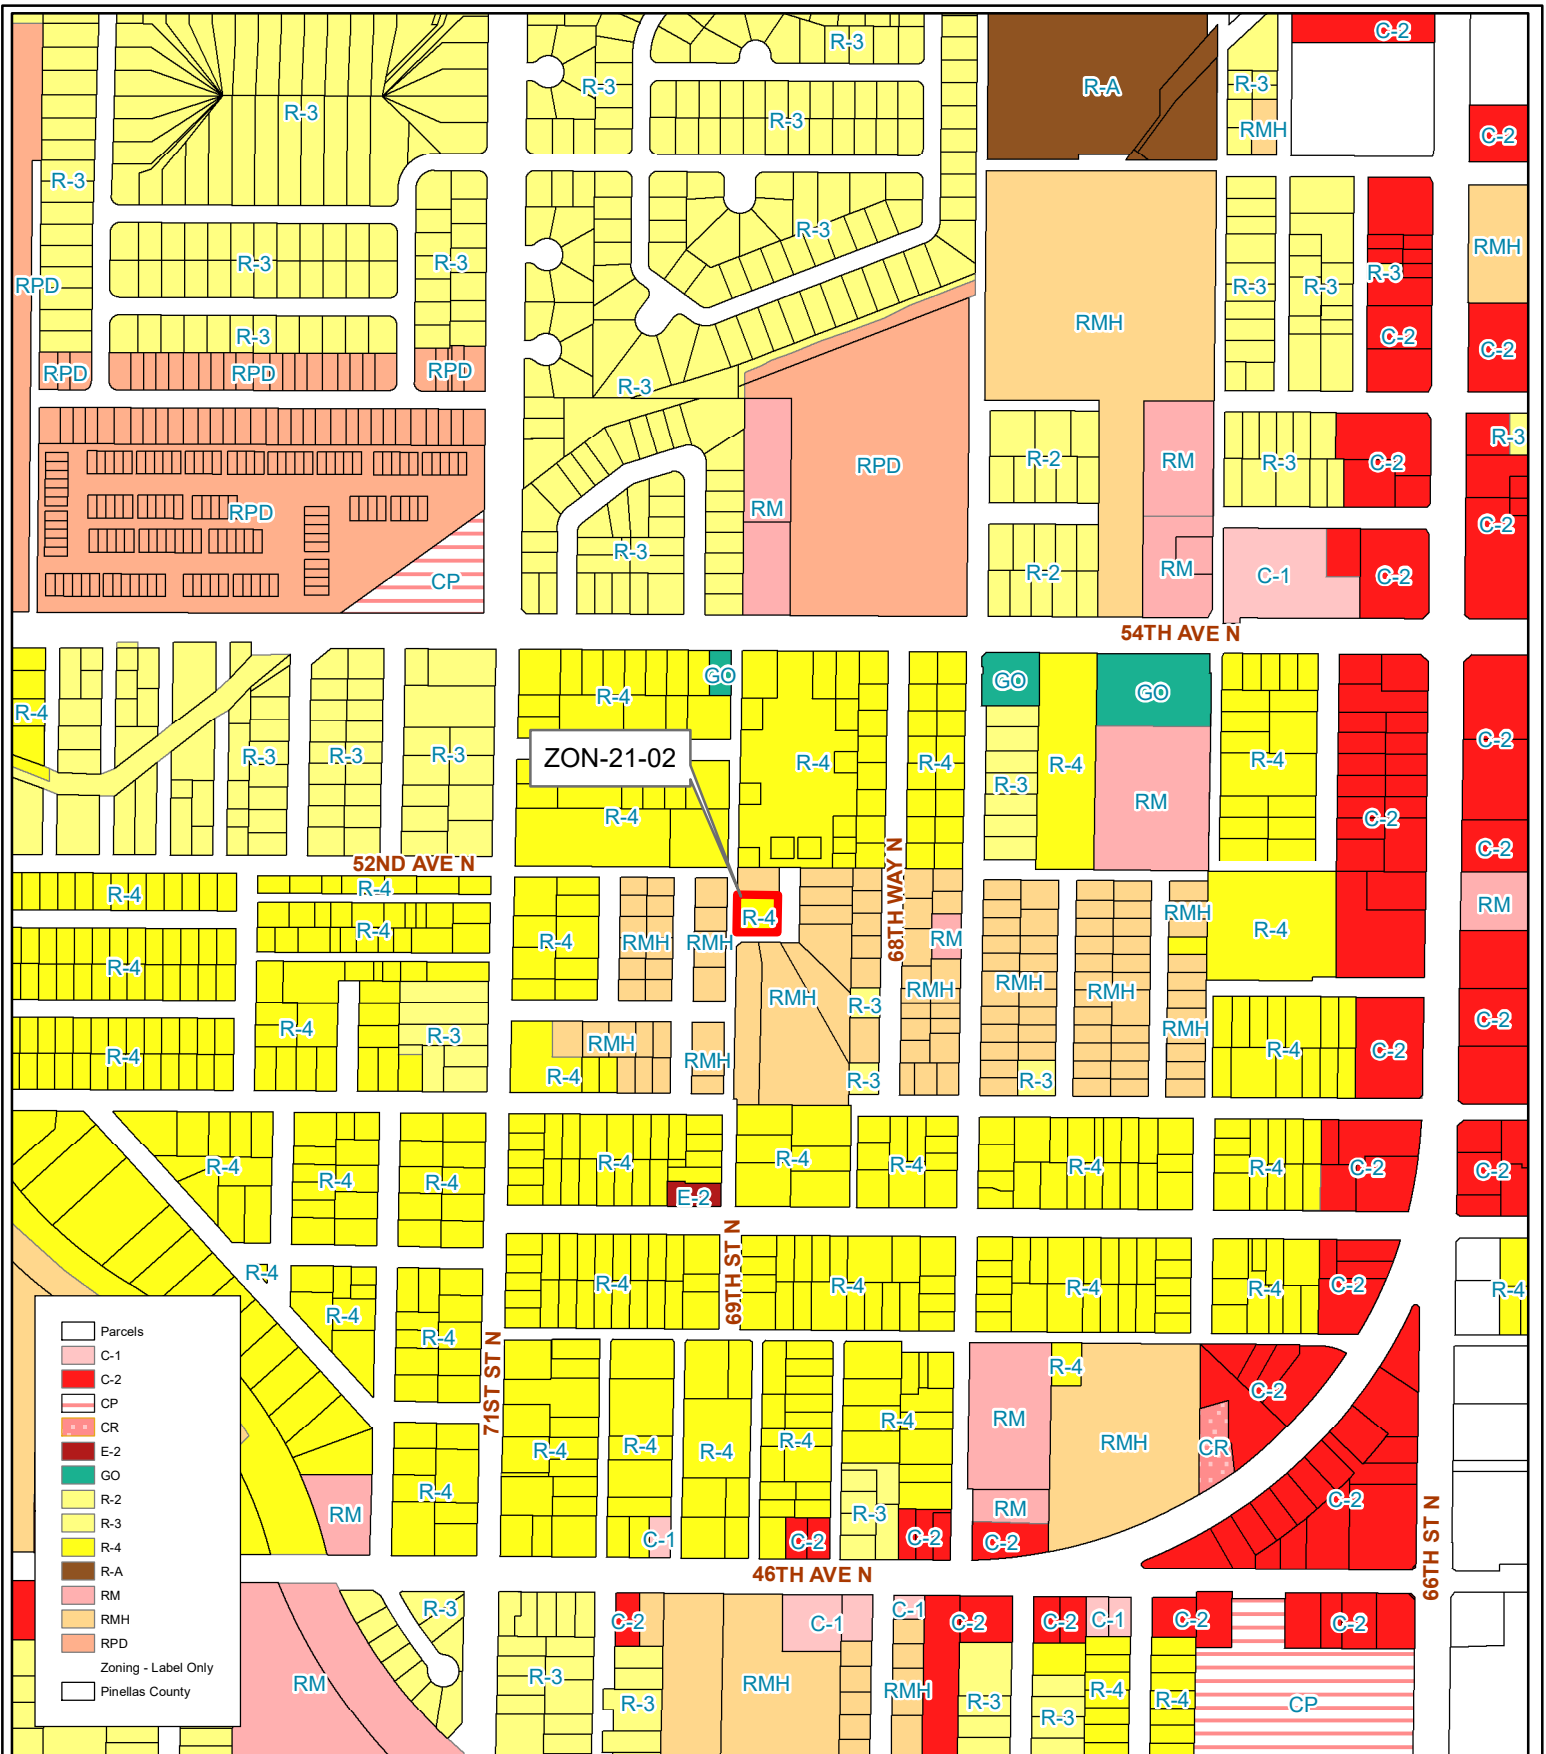 R-3
C-2
R-3
R-A
R-3
R-3
R-3
RMH
C-2
R-3
R-3
R-3
R-3
RPD
R-3
R-3
R-3
R-3
RMH
R-3
RPD
RPD
RPD
R-3
RMH
C-2
C-2
RPD
RM
RPD
R-2
RM
R-3
C-2
R-3
C-2
R-3
CP
R-2
RM
C-1
C-2
54TH AVE N
R-4
R-4
GO
GO
GO
R-3
R-3
R-3
ZON-21-02
R-4
R-4
R-4
R-3
R-4
RM
R-4
C-2
C-2
C-2
52ND AVE N
R-4
R-4
R-4
R-4
R-4
R-4
RMH
RMH
R-4
68TH WAY N
RM
RMH
R-4
RM
R-4
R-4
R-3
RMH
R-4
RMH
RMH
R-3
R-3
RMH
RMH
R-3
RMH
RMH
R-4
C-2
C-2
R-4
R-4
R-4
R-4
E-2
R-4
R-4
R-4
R-4
C-2
C-2
R-4
R-4
R-4
R-4
69TH ST N
R-4
R-4
R-4
C-2
R-4
71ST ST N
R-4
R-4
R-4
R-4
R-4
R-4
RM
R-4
RMH
C-2
CR
RM
R-3
C-1
C-2
C-2
RM
C-2
C-2
66TH ST N
46TH AVE N
Parcels
C-1
C-2
CP
CR
E-2
GO
R-2
R-3
R-4
R-A
RM
RMH
RPD
Zoning - Label Only
Pinellas County
R-3
C-2
C-1
C-1
C-2
C-2
C-1
C-2
C-2
RM
R-3
R-3
RMH
RMH
R-3
R-3
R-4
R-4
CP